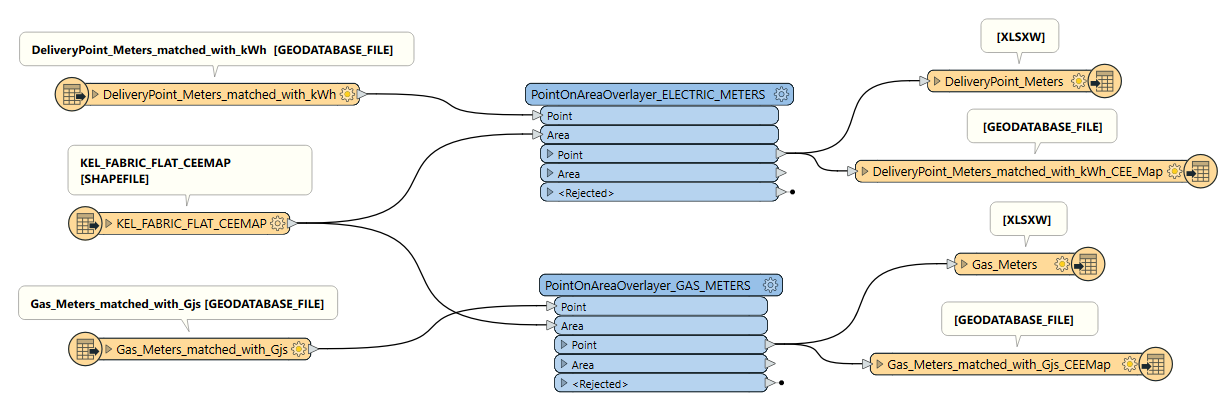 DeliveryPoint_Meters_matched_with_kWh [GEODATABASE_FILE]
DeliveryPoint_Meters_matched_with_kWh
KEL_FABRIC_FLAT_CEEMAP
[SHAPEFILE]
KEL_FABRIC_FLAT_CEEMAP
Gas_Meters_matched_with_Gjs [GEODATABASE_FILE]
Gas_Meters_matched_with_Gjs
PointOnAreaOverlayer_ELECTRIC_METERS
Point
Area
Point
Area
<Rejected>
PointOnAreaOverlayer_GAS_METERS
Point
Area
Point
Area
<Rejected>
[XLSXW]
DeliveryPoint_Meters
[GEODATABASE_FILE]
DeliveryPoint_Meters_matched_with_kWh_CEE_Map
[XLSXW]
Gas_Meters
[GEODATABASE_FILE]
Gas_Meters_matched_with_Gjs_CEEMap